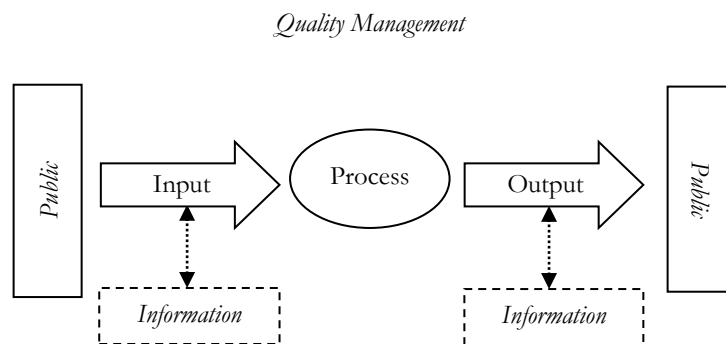 Quality Management
Public
Input
Process
Output
Public
Information
Information